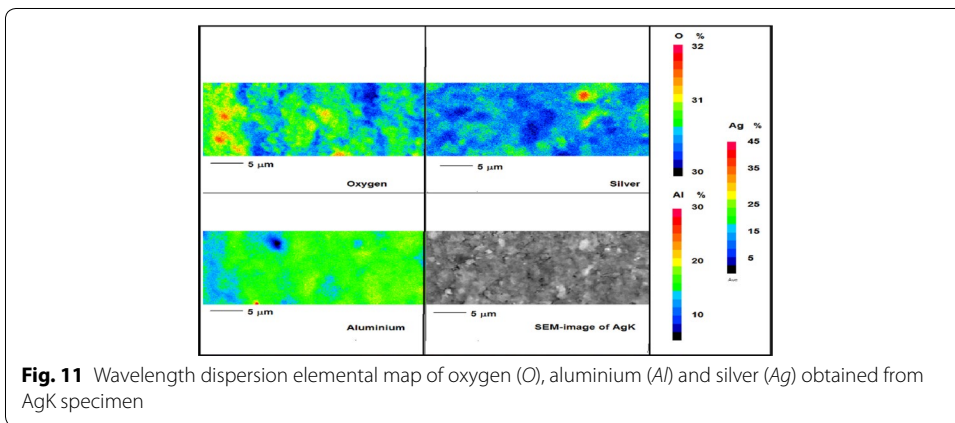 O %
32
31
30
Ag %
45
35
25
15
5
Al %
30
20
10
5 μm
Oxygen
5 μm
Silver
5 μm
Aluminium
5 μm
SEM-image of AgK
Fig. 11 Wavelength dispersion elemental map of oxygen (O), aluminium (Al) and silver (Ag) obtained from
AgK specimen